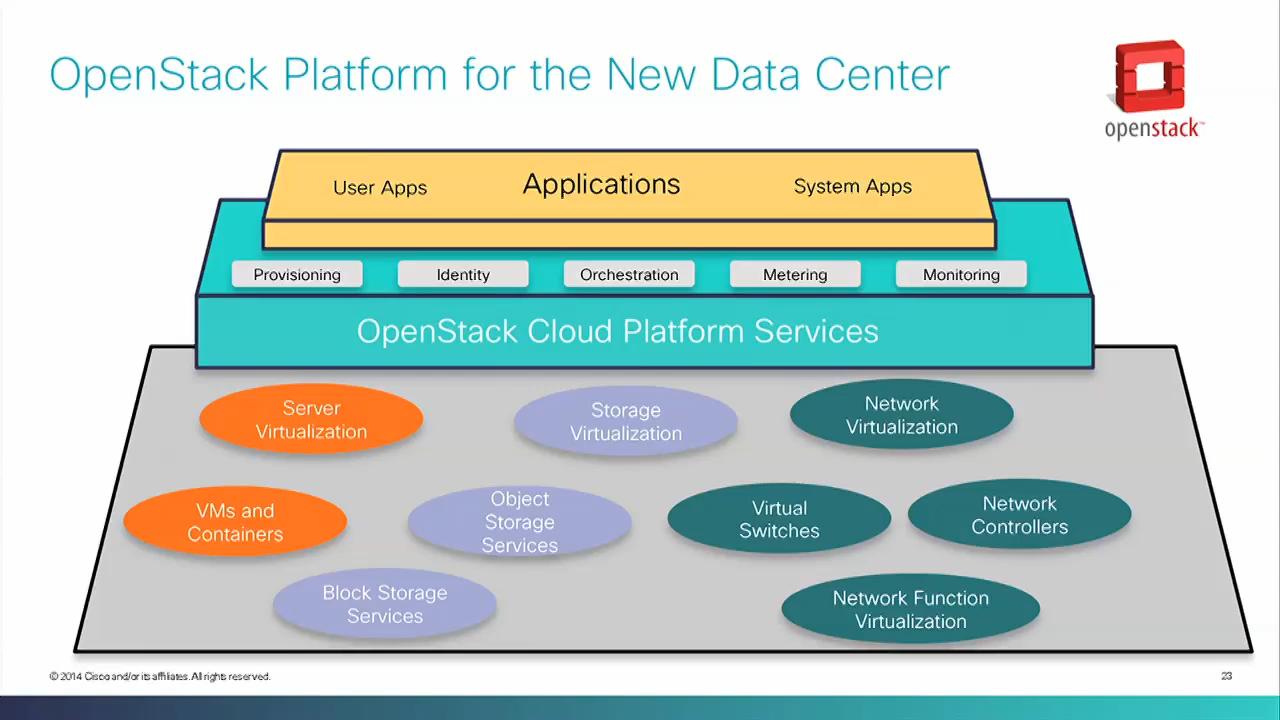 OpenStack Platform for the New Data Center
openstack™
User Apps
Applications
System Apps
Provisioning
Identity
Orchestration
Metering
Monitoring
OpenStack Cloud Platform Services
Server
Virtualization
Storage
Virtualization
Network
Virtualization
VMs and
Containers
Object
Storage
Services
Virtual
Switches
Network
Controllers
Block Storage
Services
Network Function
Virtualization
© 2014 Cisco and/or its affiliates. All rights reserved.
23